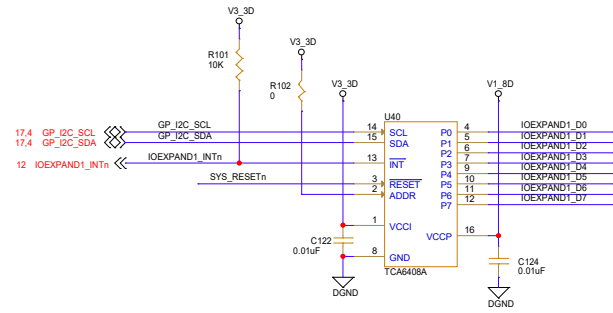 V3_3D
R101
10K
V3_3D
R102
0
V3_3D
V1_8D
U40
17,4 GP_I2C_SCL
GP_I2C_SCL
14 SCL
P0 4
IOEXPAND1_D0
17,4 GP_I2C_SDA
GP_I2C_SDA
15 SDA
P1 5
IOEXPAND1_D1
P2 6
IOEXPAND1_D2
12 IOEXPAND1_INTn
IOEXPAND1_INTn
13 INT
P3 7
IOEXPAND1_D3
P4 9
IOEXPAND1_D4
SYS_RESETn
3 RESET
P5 10
IOEXPAND1_D5
2 ADDR
P6 11
IOEXPAND1_D6
P7 12
IOEXPAND1_D7
1 VCCI
VCCP 16
C122
0.01uF
8 GND
TCA6408A
C124
0.01uF
DGND
DGND